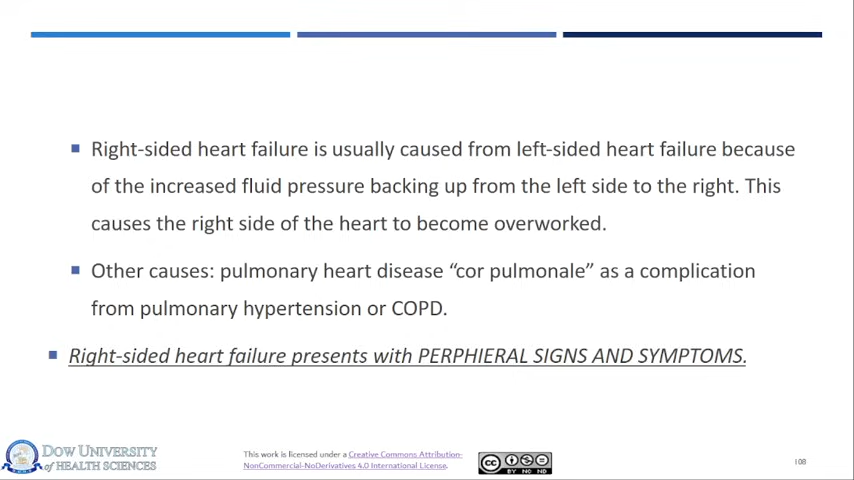 Right-sided heart failure is usually caused from left-sided heart failure because
of the increased fluid pressure backing up from the left side to the right. This
causes the right side of the heart to become overworked.
Other causes: pulmonary heart disease “cor pulmonale” as a complication
from pulmonary hypertension or COPD.
Right-sided heart failure presents with PERPHIERAL SIGNS AND SYMPTOMS.
DOW UNIVERSITY
of HEALTH SCIENCES
This work is licensed under a Creative Commons Attribution-
NonCommercial-NoDerivatives 4.0 International License.
CC
BY NC ND
108